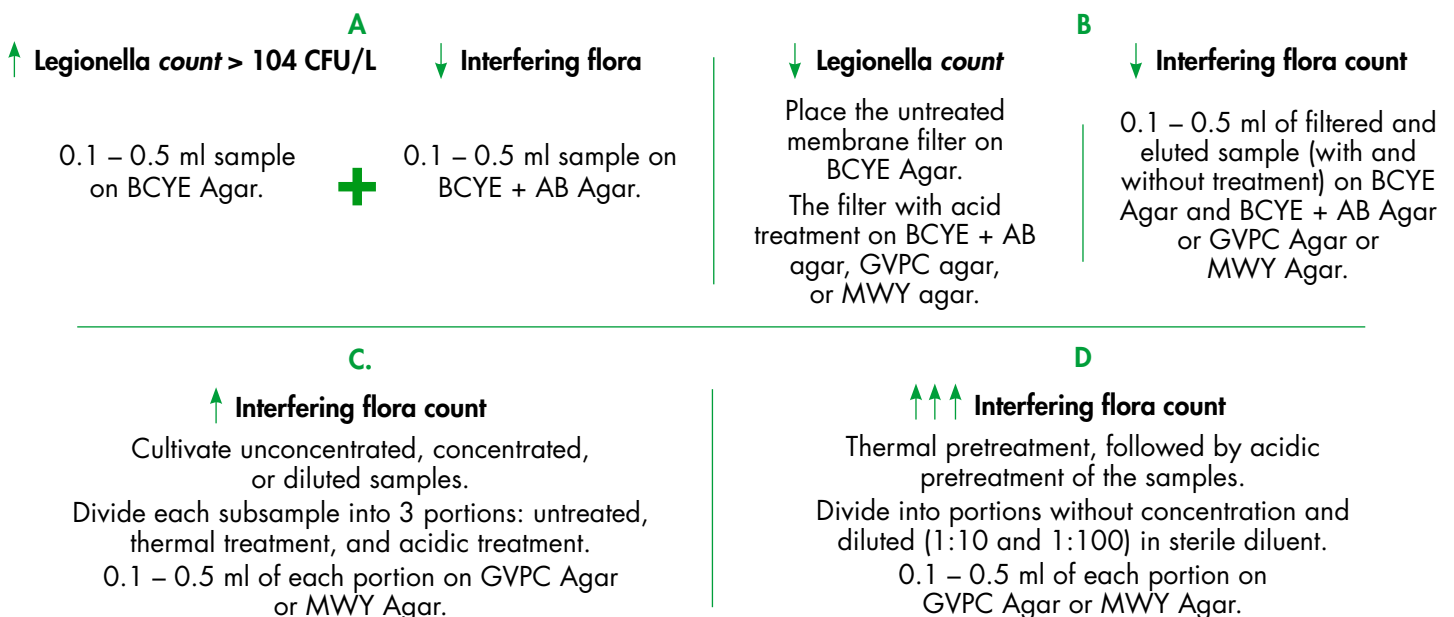 A
Legionella count > 104 CFU/L
Interfering flora
0.1 – 0.5 ml sample
on BCYE Agar.
0.1 – 0.5 ml sample on
BCYE + AB Agar.
B
Legionella count
Place the untreated
membrane filter on
BCYE Agar.
The filter with acid
treatment on BCYE + AB
agar, GVPC agar,
or MWY agar.
Interfering flora count
0.1 – 0.5 ml of filtered and
eluted sample (with and
without treatment) on BCYE
Agar and BCYE + AB Agar
or GVPC Agar or
MWY Agar.
C.
Interfering flora count
Cultivate unconcentrated, concentrated,
or diluted samples.
Divide each subsample into 3 portions: untreated,
thermal treatment, and acidic treatment.
0.1 – 0.5 ml of each portion on GVPC Agar
or MWY Agar.
D
Interfering flora count
Thermal pretreatment, followed by acidic
pretreatment of the samples.
Divide into portions without concentration and
diluted (1:10 and 1:100) in sterile diluent.
0.1 – 0.5 ml of each portion on
GVPC Agar or MWY Agar.